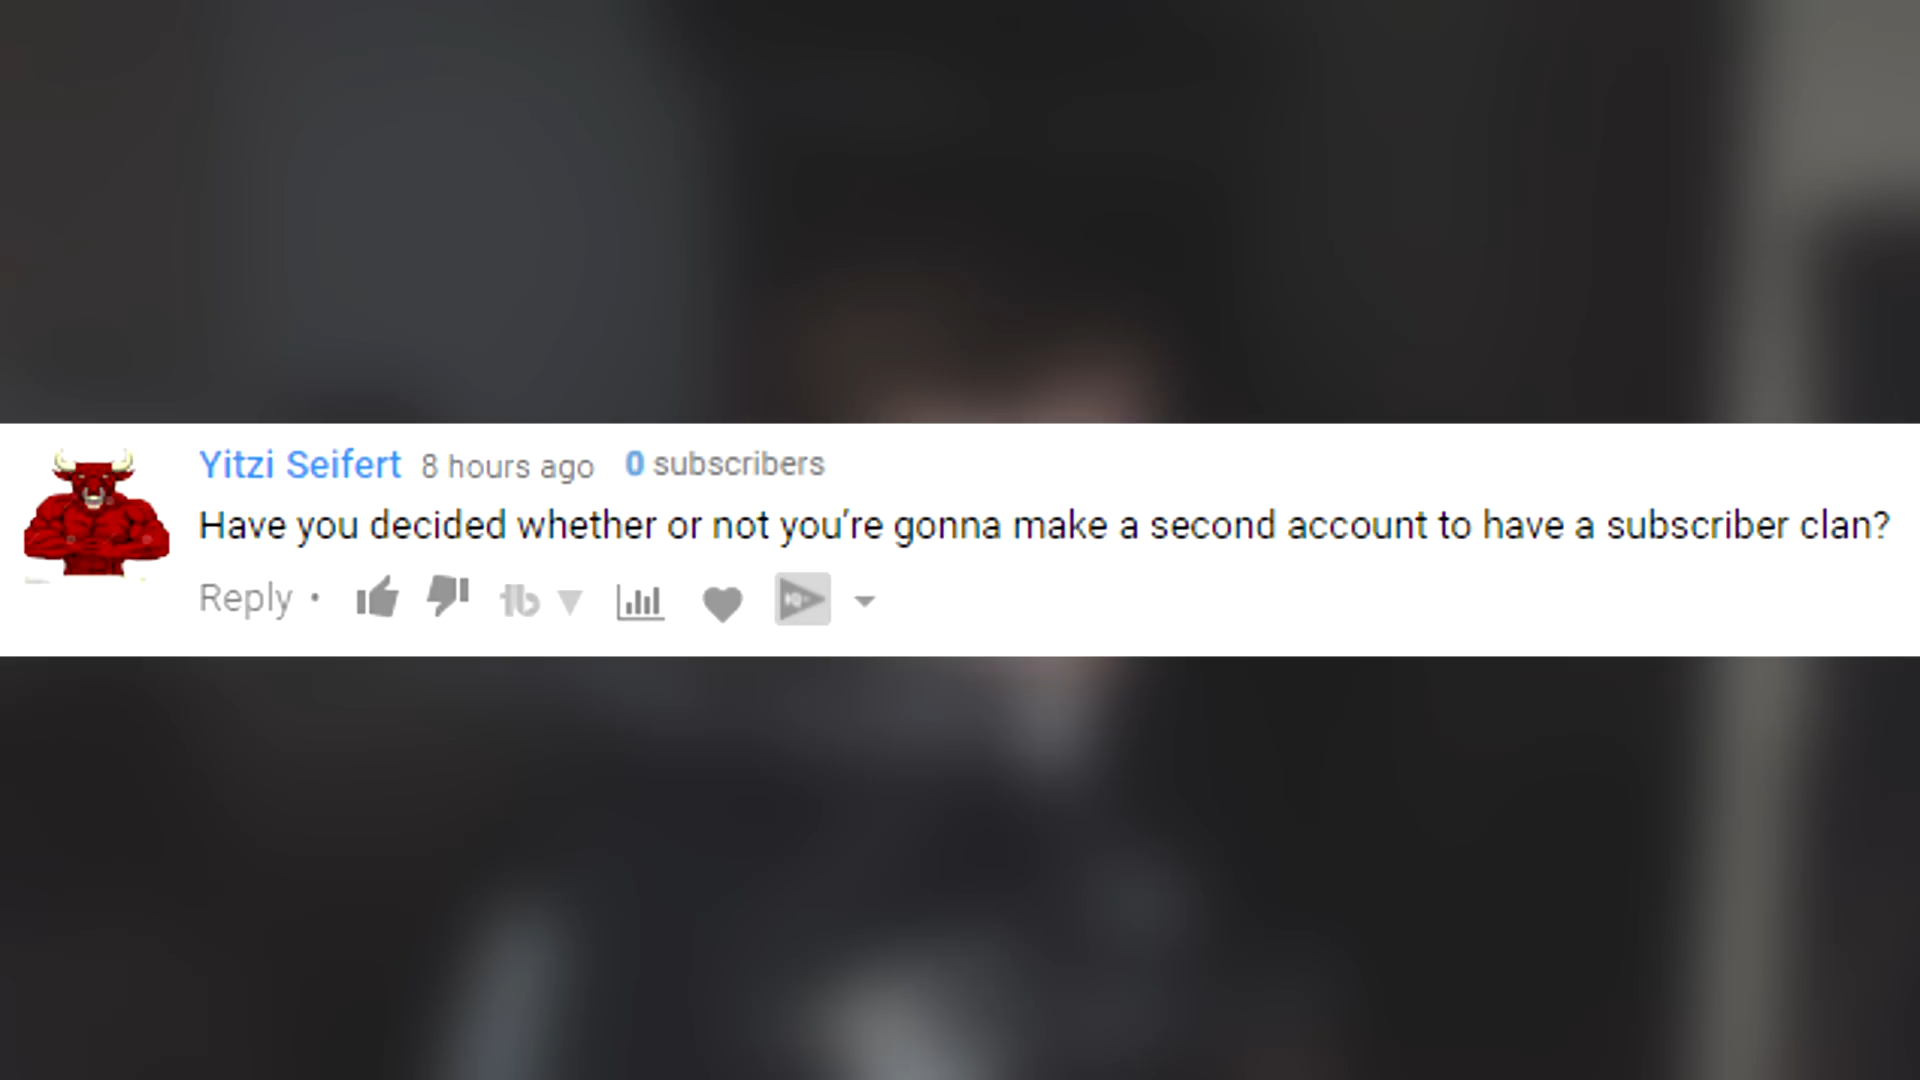 Yitzi Seifert 8 hours ago 0 subscribers
Have you decided whether or not you're gonna make a second account to have a subscriber clan?
Reply •